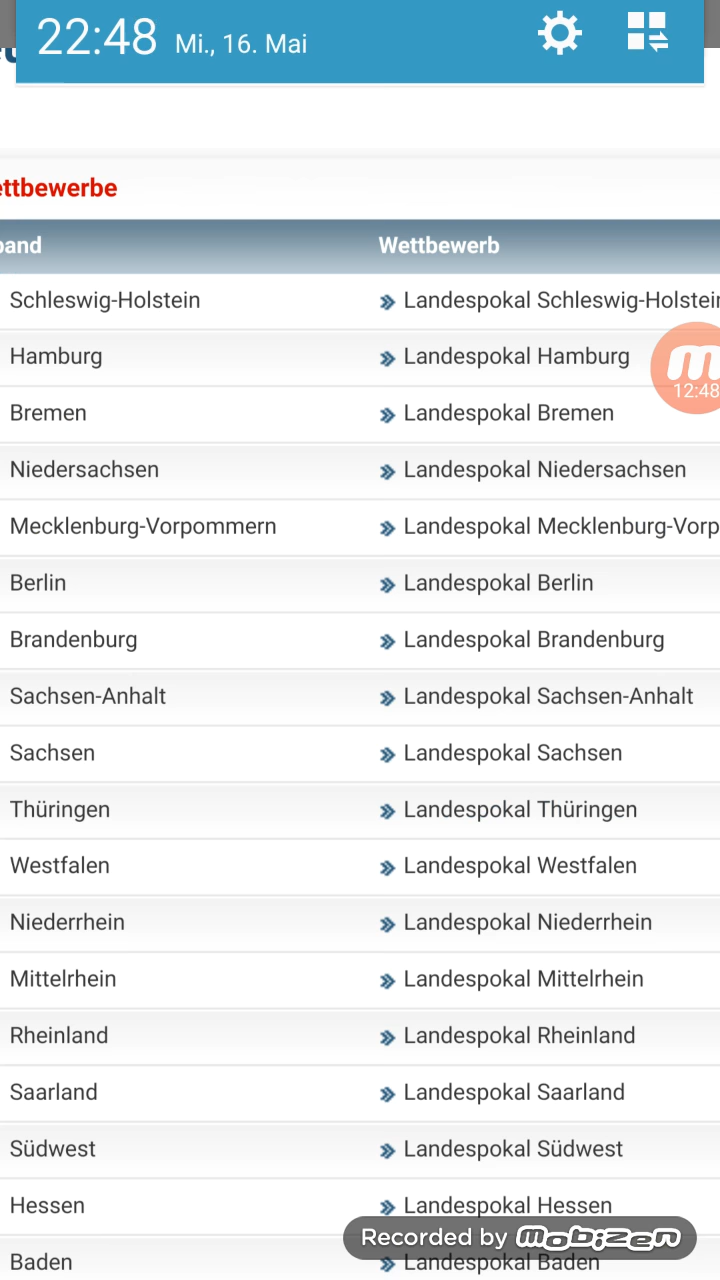 22:48 Mi., 16. Mai
ettbewerbe
band Wettbewerb
Schleswig-Holstein Landespokal Schleswig-Holstein
Hamburg Landespokal Hamburg
12:48
Bremen Landespokal Bremen
Niedersachsen Landespokal Niedersachsen
Mecklenburg-Vorpommern Landespokal Mecklenburg-Vorp
Berlin Landespokal Berlin
Brandenburg Landespokal Brandenburg
Sachsen-Anhalt Landespokal Sachsen-Anhalt
Sachsen Landespokal Sachsen
Thüringen Landespokal Thüringen
Westfalen Landespokal Westfalen
Niederrhein Landespokal Niederrhein
Mittelrhein Landespokal Mittelrhein
Rheinland Landespokal Rheinland
Saarland Landespokal Saarland
Südwest Landespokal Südwest
Hessen Landespokal Hessen
Recorded by mobizen
Baden Landespokal Baden